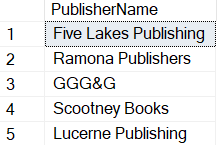 PublisherName
1 Five Lakes Publishing
2 Ramona Publishers
3 GGG&G
4 Scootney Books
5 Lucerne Publishing